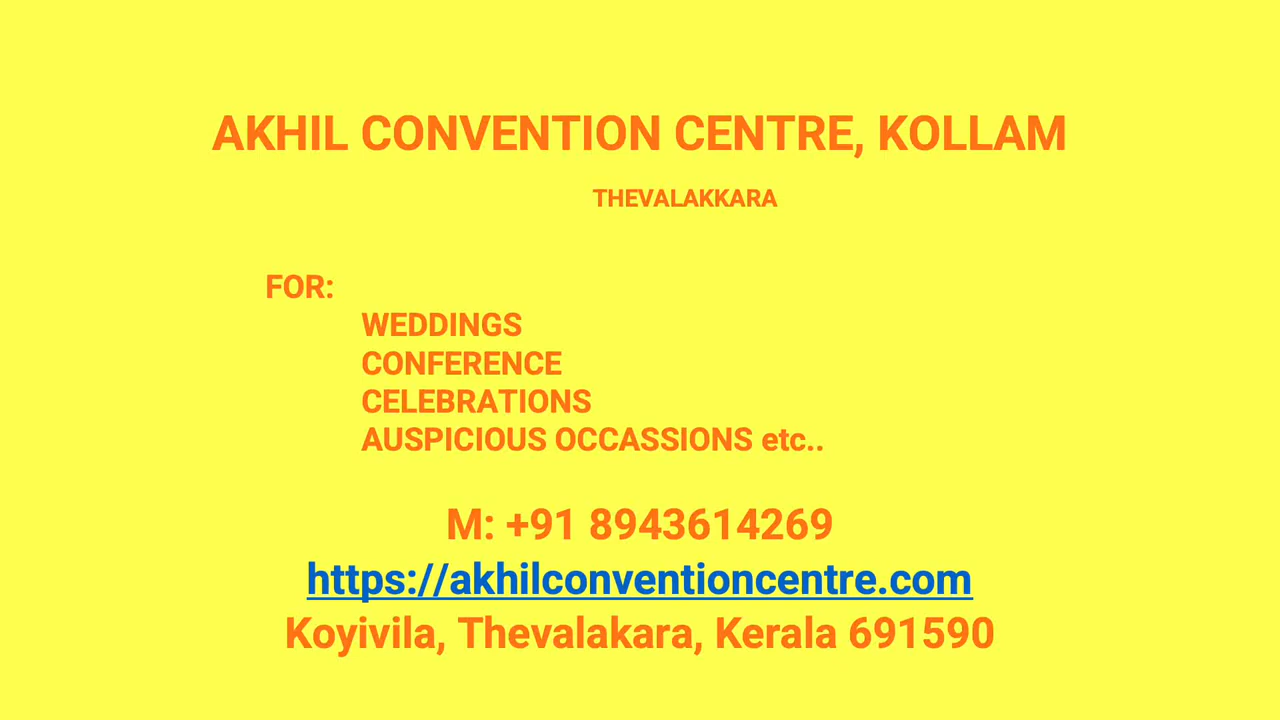 AKHIL CONVENTION CENTRE, KOLLAM
THEVALAKKARA
FOR:
WEDDINGS
CONFERENCE
CELEBRATIONS
AUSPICIOUS OCCASSIONS etc..
M: +91 8943614269
https://akhilconventioncentre.com
Koyivila, Thevalakara, Kerala 691590